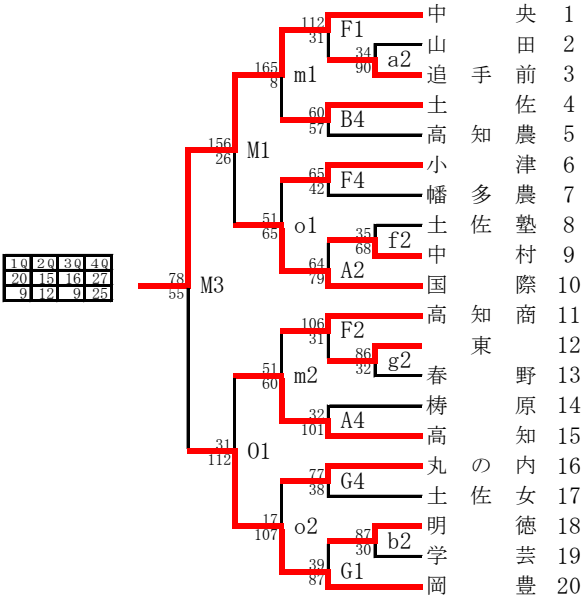 中 央 1
112
31 F1
山 田 2
34
90 a2
追 手 前 3
165
8 m1
土 佐 4
60
57 B4
高 知 農 5
156
26 M1
小 津 6
65
42 F4
幡 多 農 7
51
65 o1
土 佐 塾 8
35
68 f2
中 村 9
64
79 A2
国 際 10
1Q 2Q 3Q 4Q
20 15 16 27
9 12 9 25
78
55 M3
高 知 商 11
106
31 F2
東 12
86
32 g2
春 野 13
51
60 m2
梼 原 14
32
101 A4
高 知 15
31
112 O1
丸 の 内 16
77
38 G4
土 佐 女 17
17
107 o2
明 徳 18
87
30 b2
学 芸 19
39
87 G1
岡 豊 20